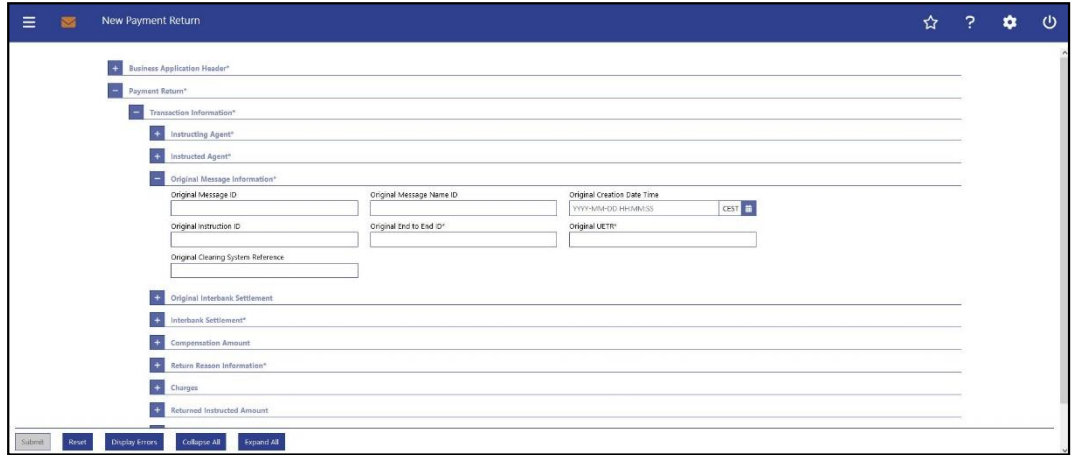 New Payment Return
?
+ Business Application Header*
− Payment Return*
− Transaction Information*
+ Instructing Agent*
+ Instructed Agent*
− Original Message Information*
Original Message ID Original Message Name ID Original Creation Date Time
YYYY-MM-DD HH:MM:SS CEST
Original Instruction ID Original End to End ID* Original UETR*
Original Clearing System Reference
+ Original Interbank Settlement
+ Interbank Settlement*
+ Compensation Amount
+ Return Reason Information*
+ Charges
+ Returned Instructed Amount
Submit Reset Display Errors Collapse All Expand All